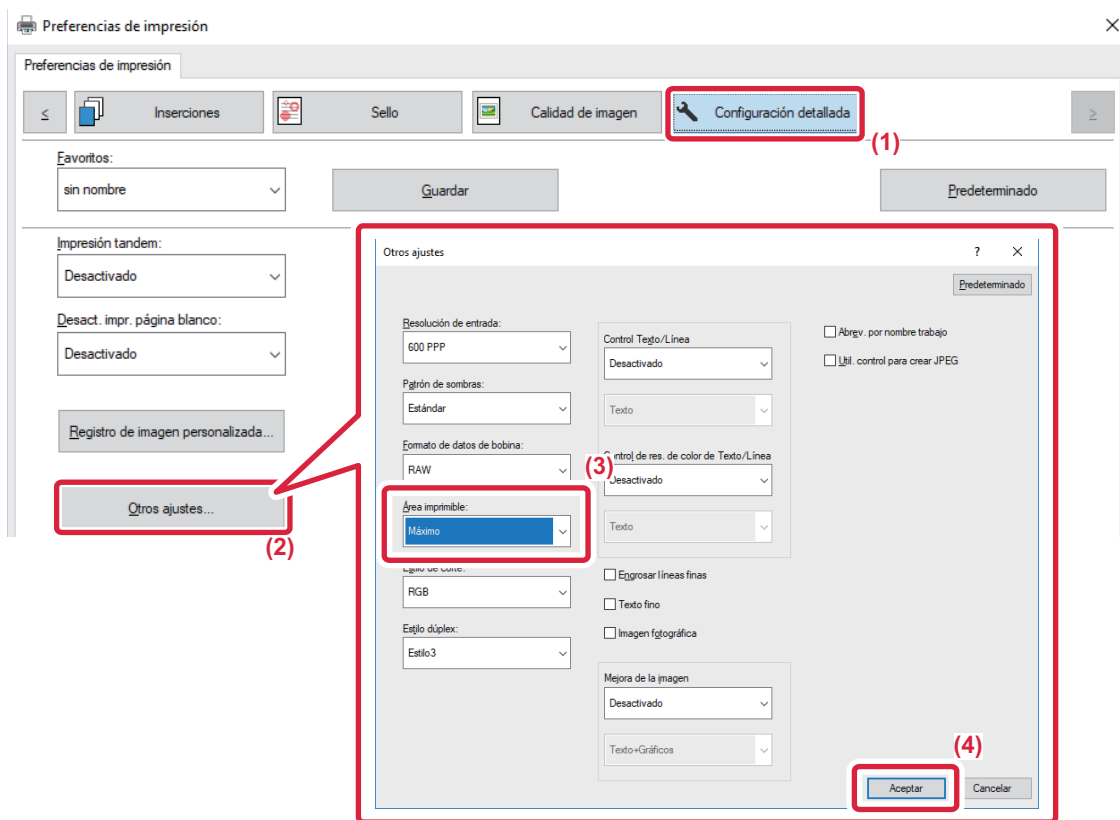 Preferencias de impresión
Preferencias de impresión
≤
Inserciones
Sello
Calidad de imagen
Configuración detallada
≥
(1)
Favoritos:
sin nombre
Guardar
Predeterminado
Impresión tandem:
Desactivado
Desact. impr. página blanco:
Desactivado
Registro de imagen personalizada...
Otros ajustes...
(2)
Otros ajustes
?
Predeterminado
Resolución de entrada:
600 PPP
Patrón de sombras:
Estándar
Formato de datos de bobina:
RAW
(3)
Área imprimible:
Máximo
Estilo de corte:
RGB
Estilo dúplex:
Estilo3
Control Texto/Línea
Desactivado
Texto
Control de res. de color de Texto/Línea
Desactivado
Texto
Engrosar líneas finas
Texto fino
Imagen fotográfica
Mejora de la imagen
Desactivado
Texto+Gráficos
Abrev. por nombre trabajo
Util. control para crear JPEG
(4)
Aceptar
Cancelar